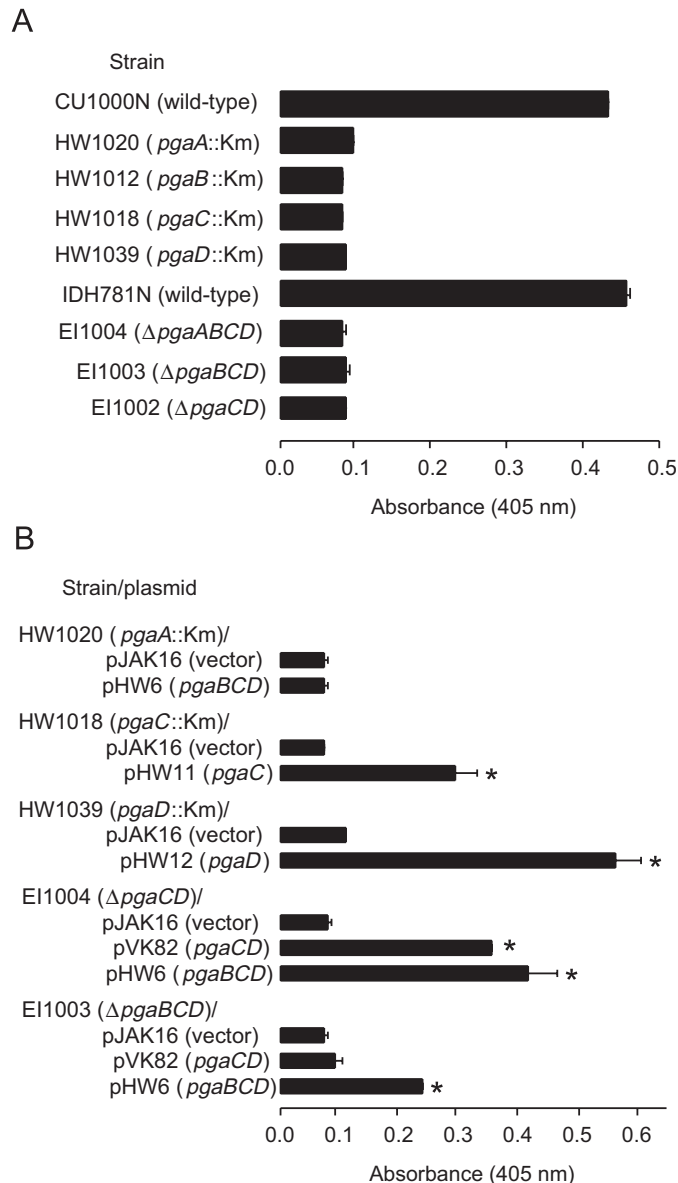 A
Strain
CU1000N (wild-type)
HW1020 ( pgaA::Km)
HW1012 ( pgaB::Km)
HW1018 ( pgaC::Km)
HW1039 ( pgaD::Km)
IDH781N (wild-type)
EI1004 (ΔpgaABCD)
EI1003 (ΔpgaBCD)
EI1002 (ΔpgaCD)
0.0 0.1 0.2 0.3 0.4 0.5
Absorbance (405 nm)
B
Strain/plasmid
HW1020 ( pgaA::Km)/
pJAK16 (vector)
pHW6 ( pgaBCD)
HW1018 (pgaC::Km)/
pJAK16 (vector)
pHW11 ( pgaC) *
HW1039 (pgaD::Km)/
pJAK16 (vector)
pHW12 ( pgaD) *
EI1004 (ΔpgaCD)/
pJAK16 (vector)
pVK82 ( pgaCD) *
pHW6 ( pgaBCD) *
EI1003 (ΔpgaBCD)/
pJAK16 (vector)
pVK82 ( pgaCD)
pHW6 ( pgaBCD) *
0.0 0.1 0.2 0.3 0.4 0.5 0.6
Absorbance (405 nm)